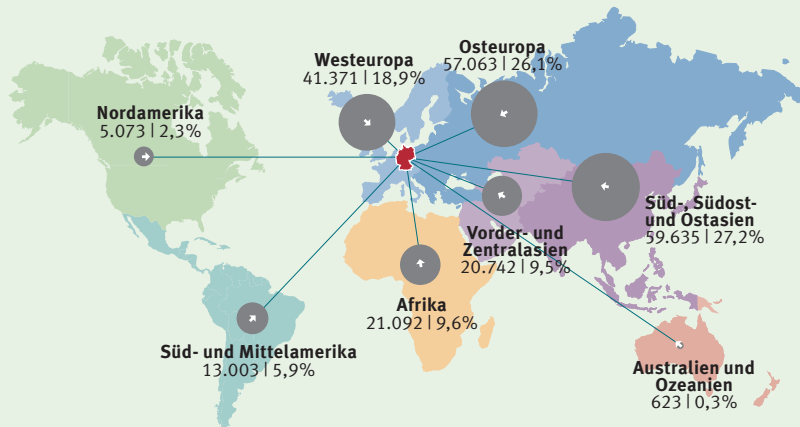 Westeuropa
41.371 | 18,9%
Osteuropa
57.063 | 26,1%
Nordamerika
5.073 | 2,3%
Süd-, Südost-
und Ostasien
59.635 | 27,2%
Vorder- und
Zentralasien
20.742 | 9,5%
Afrika
21.092 | 9,6%
Süd- und Mittelamerika
13.003 | 5,9%
Australien und
Ozeanien
623 | 0,3%